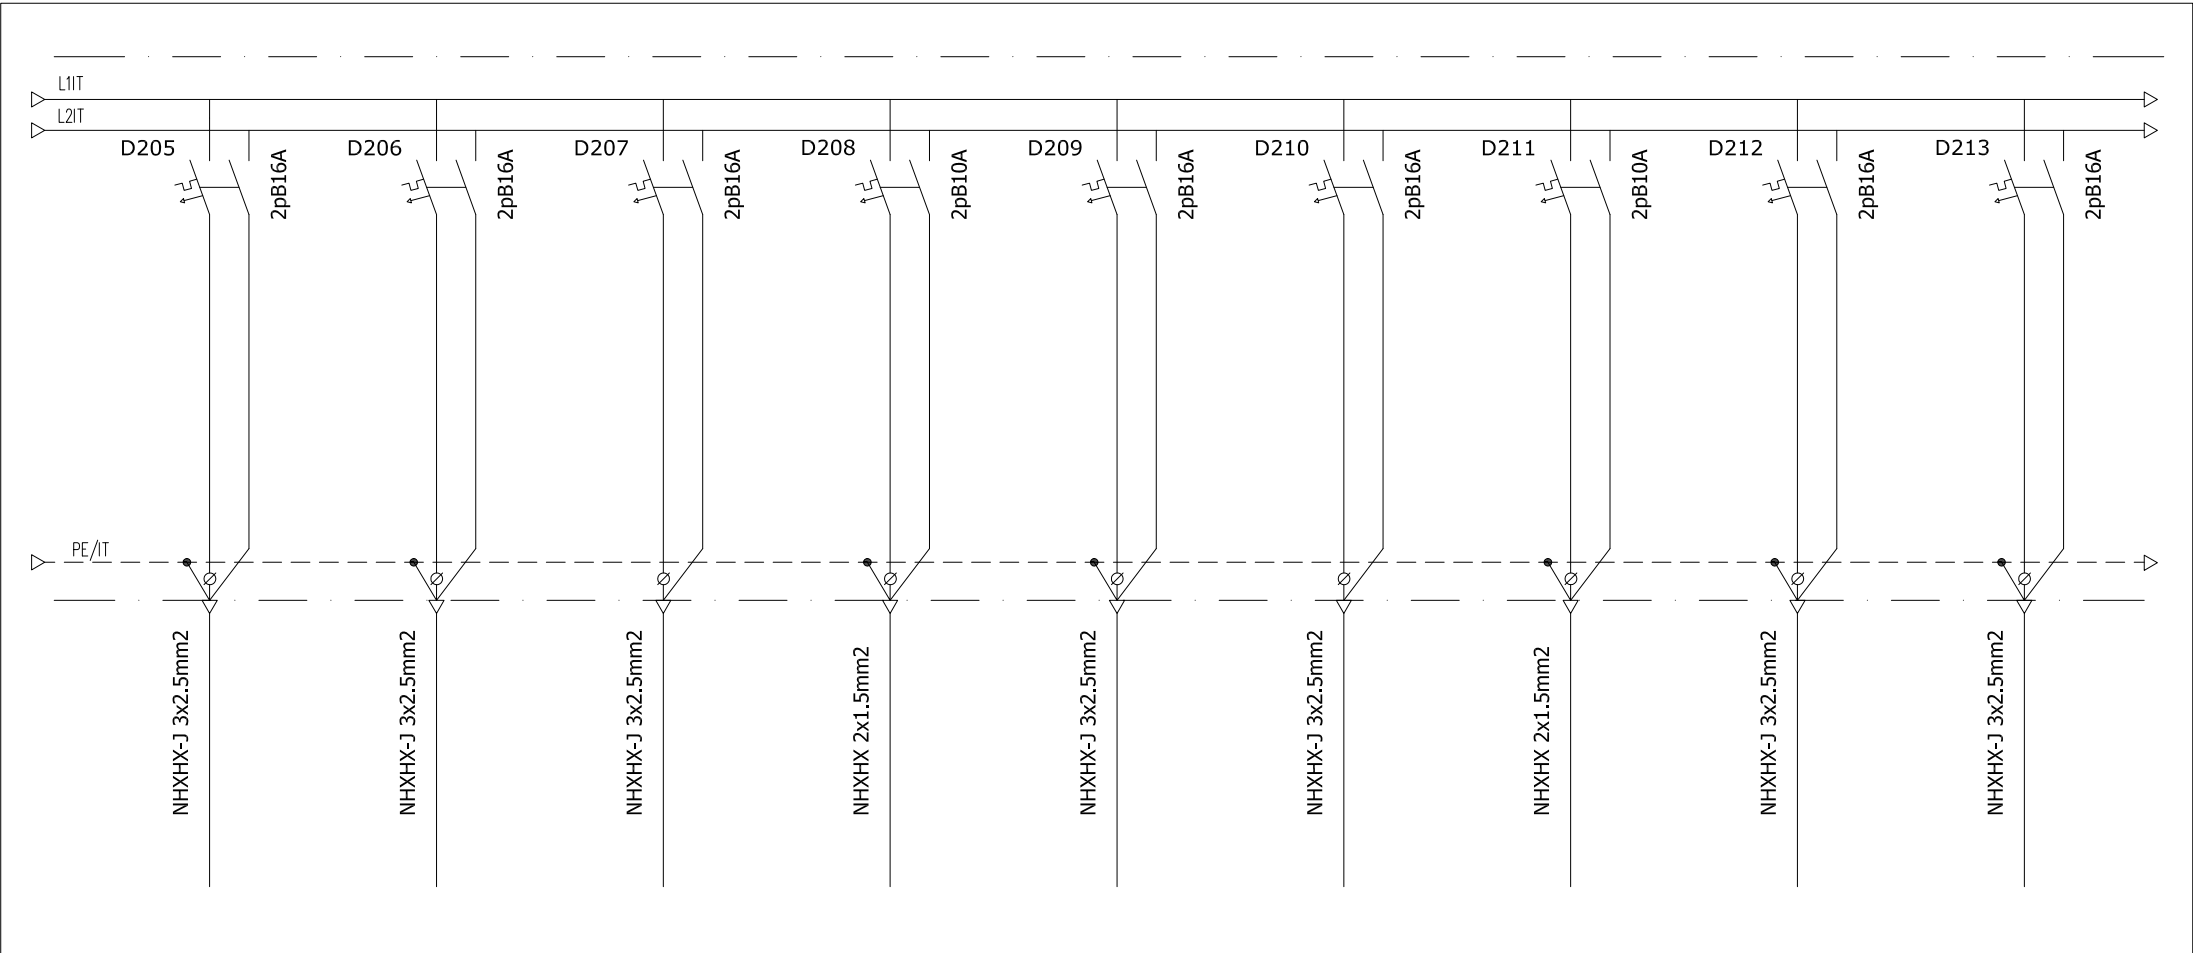 L1IT
L2IT
D205
2pB16A
D206
2pB16A
D207
2pB16A
D208
2pB10A
D209
2pB16A
D210
2pB16A
D211
2pB10A
D212
2pB16A
D213
2pB16A
PE/IT
NHXHX-J 3x2.5mm2
NHXHX-J 3x2.5mm2
NHXHX-J 3x2.5mm2
NHXHX 2x1.5mm2
NHXHX-J 3x2.5mm2
NHXHX-J 3x2.5mm2
NHXHX 2x1.5mm2
NHXHX-J 3x2.5mm2
NHXHX-J 3x2.5mm2